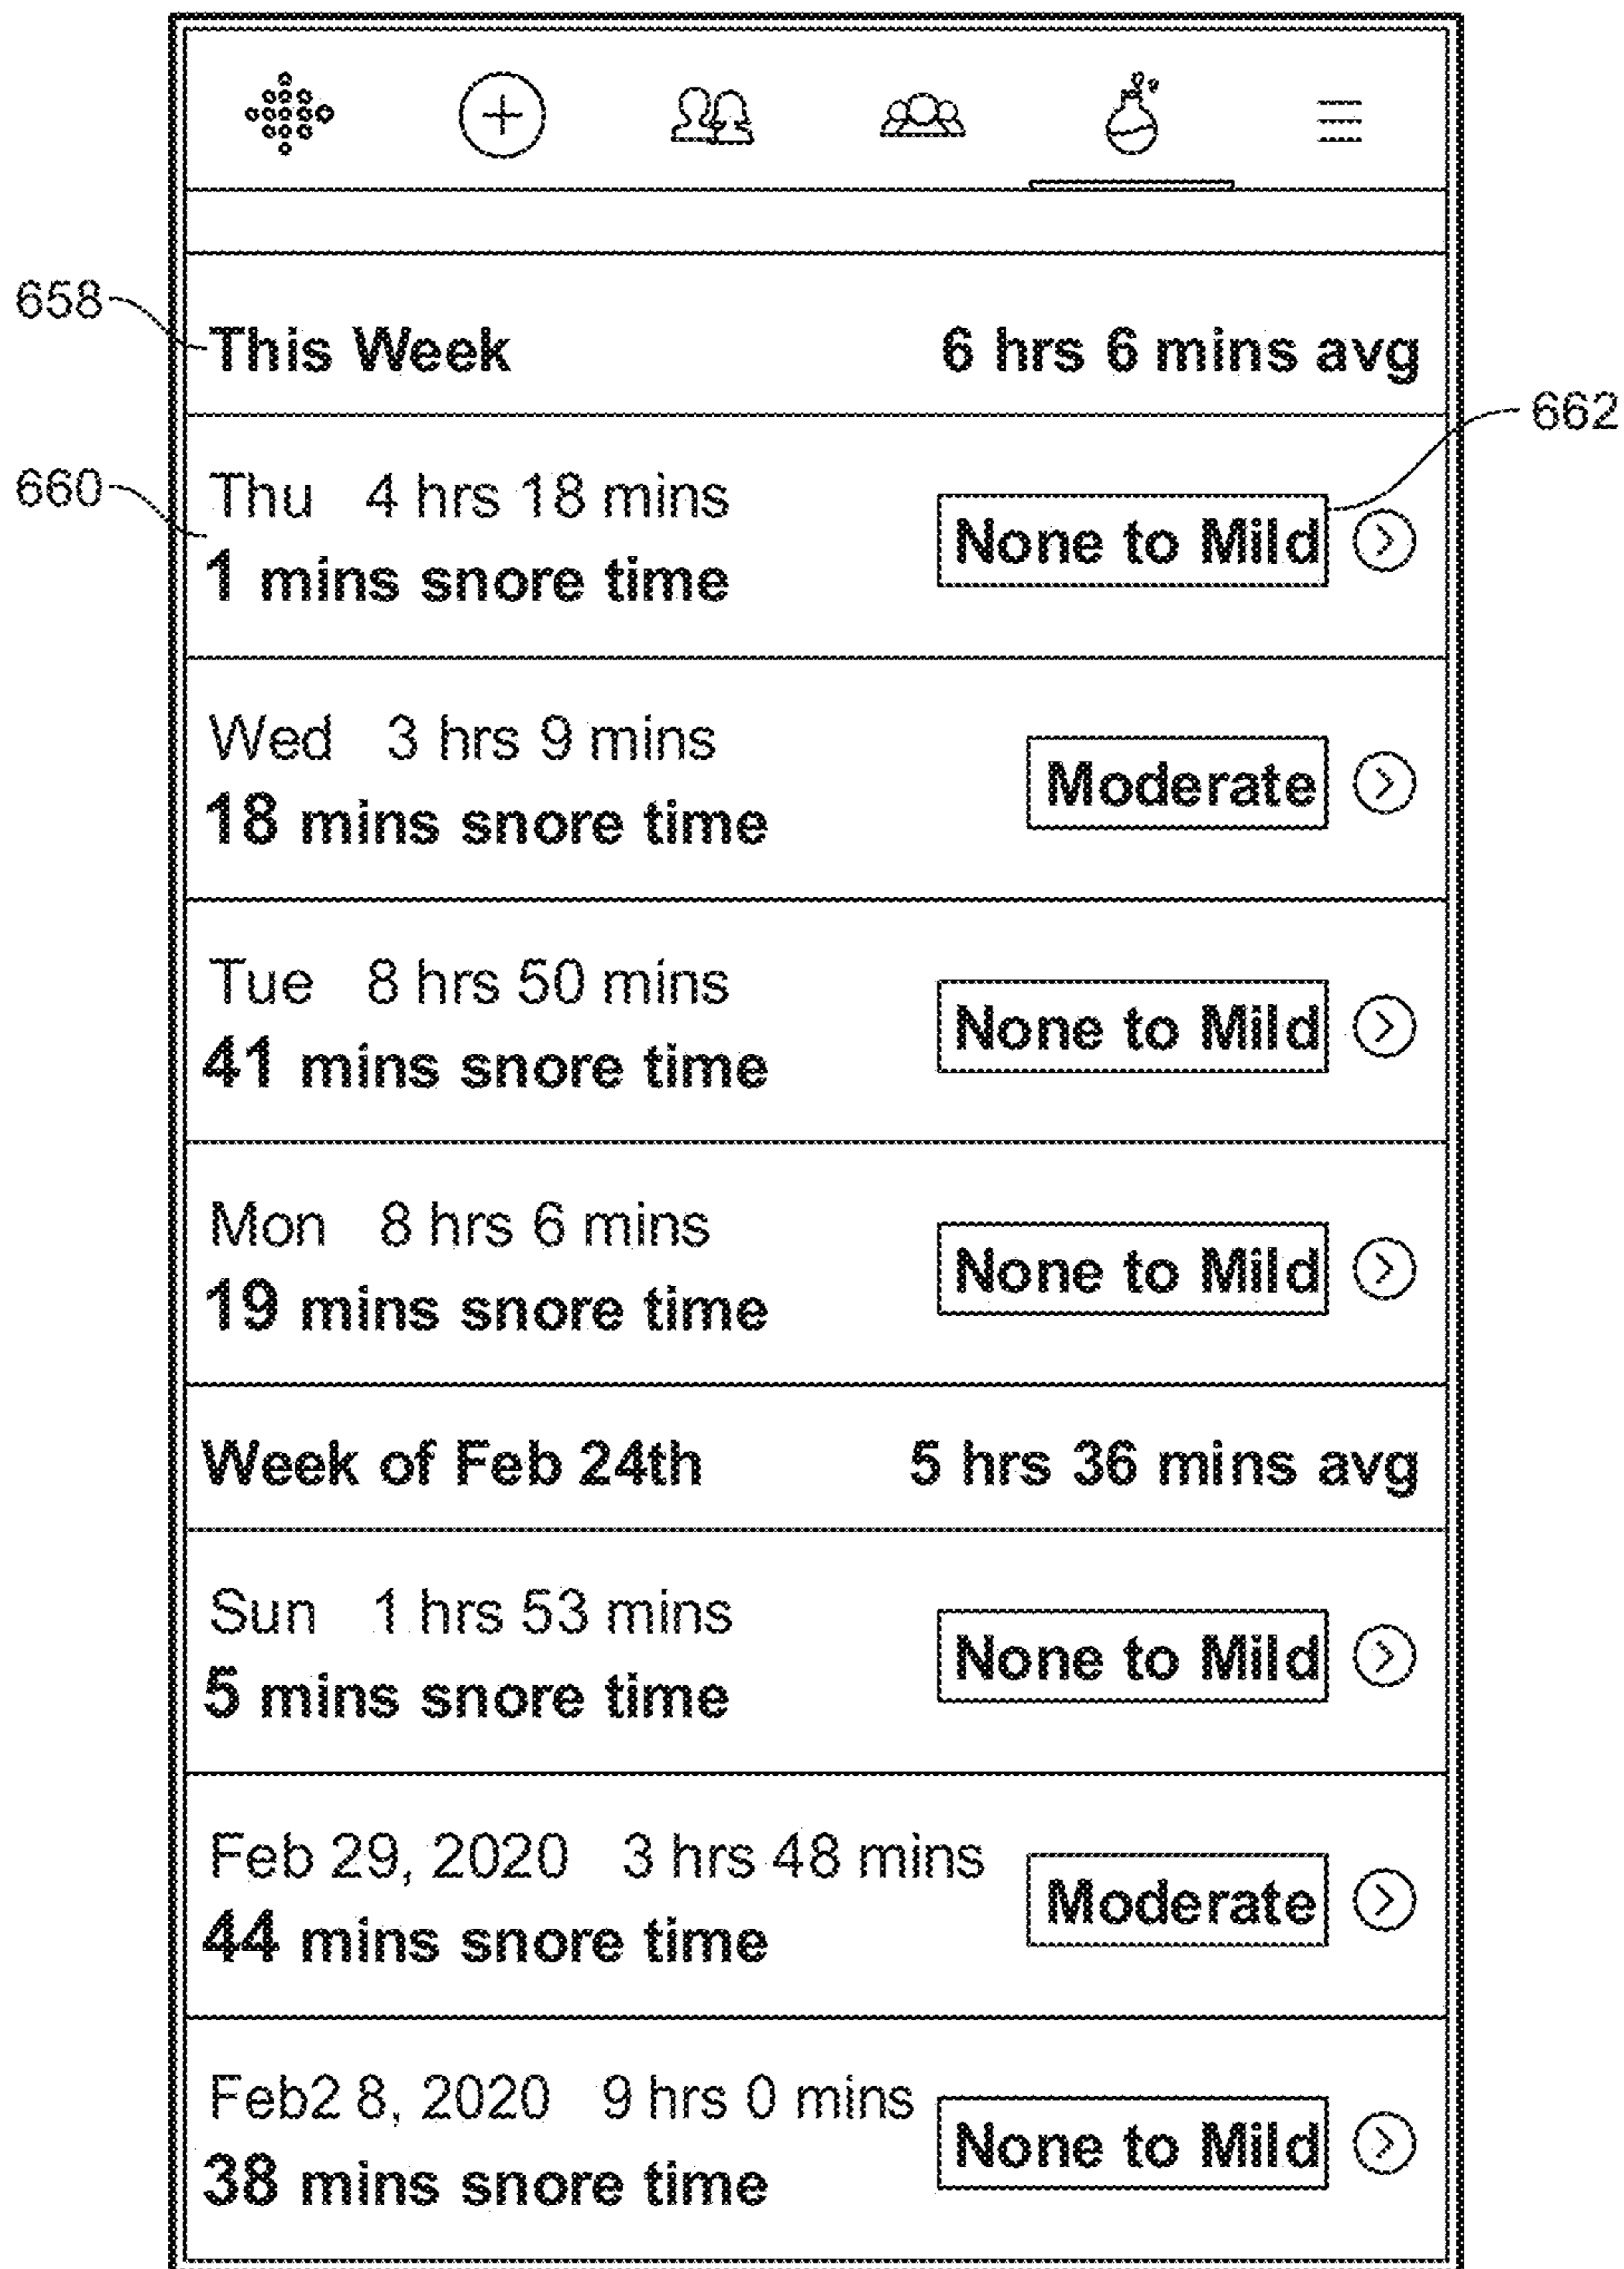 658
This Week 6 hrs 6 mins avg
662
660
Thu 4 hrs 18 mins
None to Mild
1 mins snore time
Wed 3 hrs 9 mins
Moderate
18 mins snore time
Tue 8 hrs 50 mins
None to Mild
41 mins snore time
Mon 8 hrs 6 mins
None to Mild
19 mins snore time
Week of Feb 24th 5 hrs 36 mins avg
Sun 1 hrs 53 mins
None to Mild
5 mins snore time
Feb 29, 2020 3 hrs 48 mins
Moderate
44 mins snore time
Feb2 8, 2020 9 hrs 0 mins
None to Mild
38 mins snore time